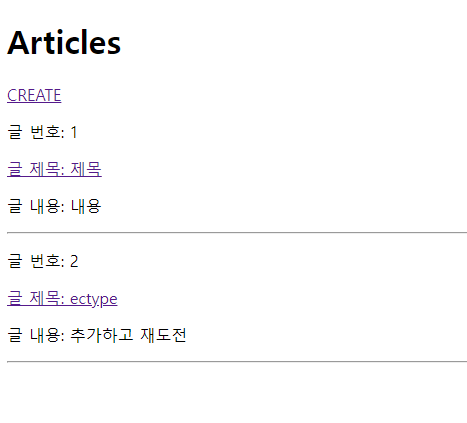 Articles
CREATE
글 번호: 1
글 제목: 제목
글 내용: 내용
글 번호: 2
글 제목: ectype
글 내용: 추가하고 재도전